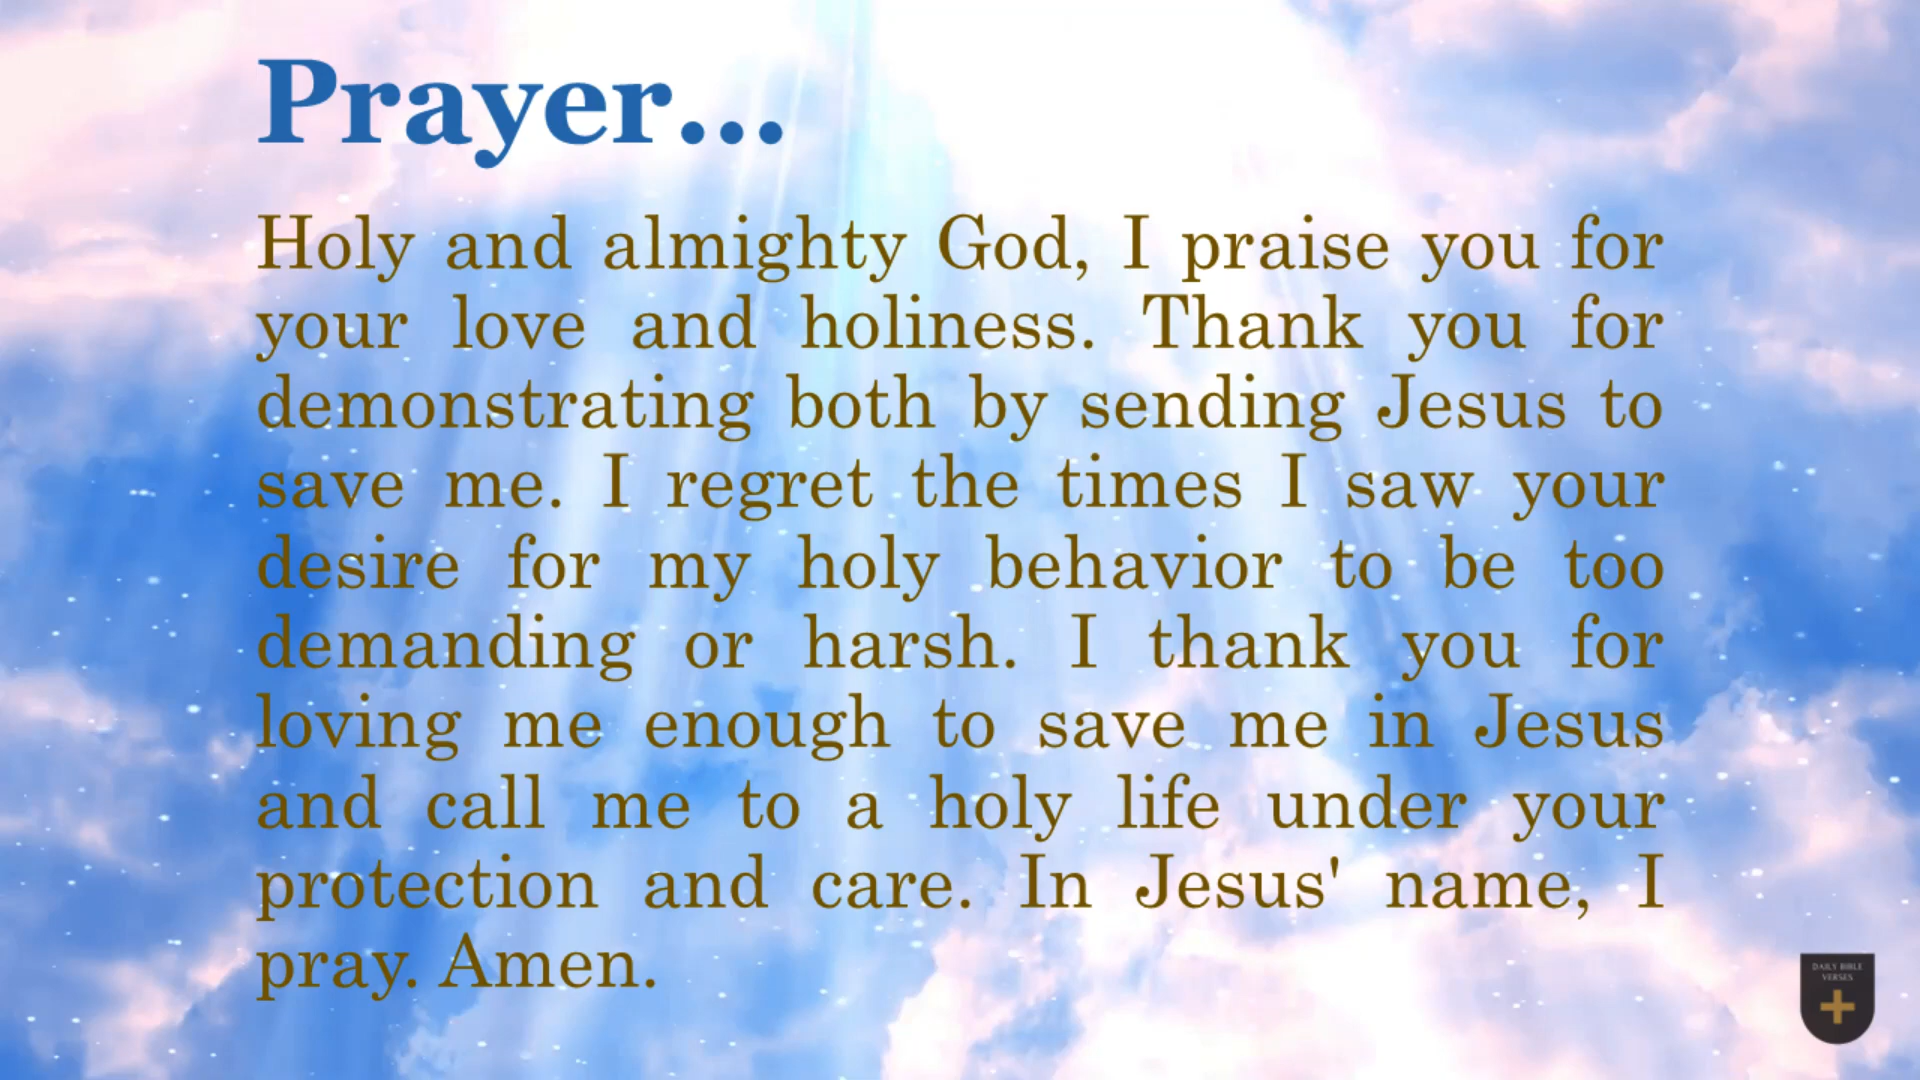 Prayer...
Holy and almighty God, I praise you for
your love and holiness. Thank you for
demonstrating both by sending Jesus to
save me. I regret the times I saw your
desire for my holy behavior to be too
demanding or harsh. I thank you for
loving me enough to save me in Jesus
and call me to a holy life under your
protection and care. In Jesus' name, I
pray. Amen.
DAILY BIBLE
VERSES